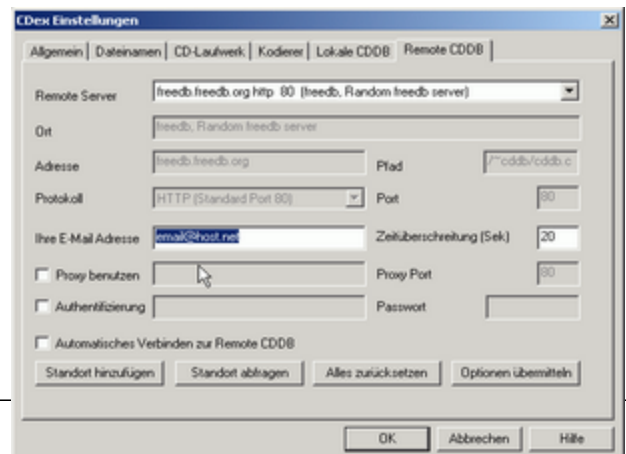 CDex Einstellungen
Allgemein Dateinamen CD-Laufwerk Kodierer Lokale CDDB Remote CDDB
Remote Server freedb.freedb.org http 80 (freedb, Random freedb server)
Ort freedb, Random freedb server
Adresse freedb.freedb.org Pfad /~cddb/cddb.c
Protokoll HTTP (Standard Port 80) Port 80
Ihre E-Mail Adresse email@host.net Zeitüberschreitung (Sek) 20
Proxy benutzen Proxy Port 80
Authentifizierung Passwort
Automatisches Verbinden zur Remote CDDB
Standort hinzufügen Standort abfragen Alles zurücksetzen Optionen übermitteln
OK Abbrechen Hilfe